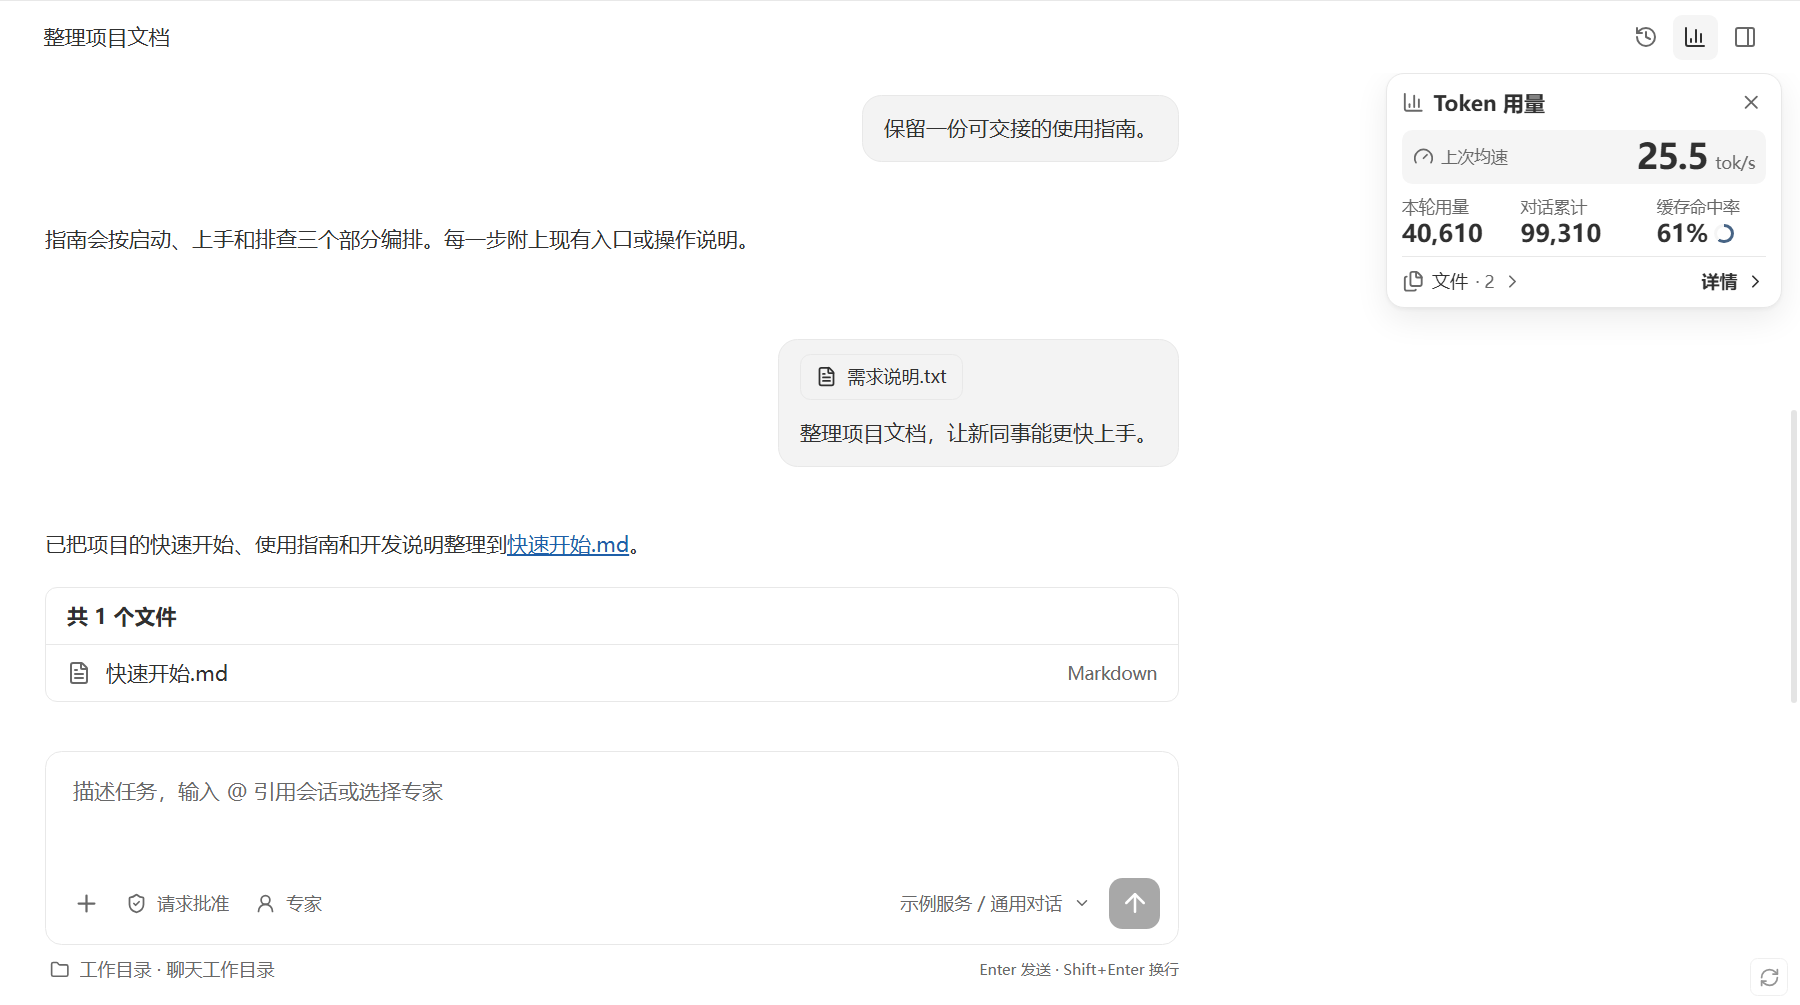 整理项目文档
保留一份可交接的使用指南。
指南会按启动、上手和排查三个部分编排。每一步附上现有入口或操作说明。
需求说明.txt
整理项目文档，让新同事能更快上手。
已把项目的快速开始、使用指南和开发说明整理到快速开始.md。
共 1 个文件
快速开始.md
Markdown
描述任务，输入 @ 引用会话或选择专家
请求批准
专家
示例服务 / 通用对话
工作目录 · 聊天工作目录
Enter 发送 · Shift+Enter 换行
Token 用量
上次均速
25.5 tok/s
本轮用量
40,610
对话累计
99,310
缓存命中率
61%
文件 · 2
详情